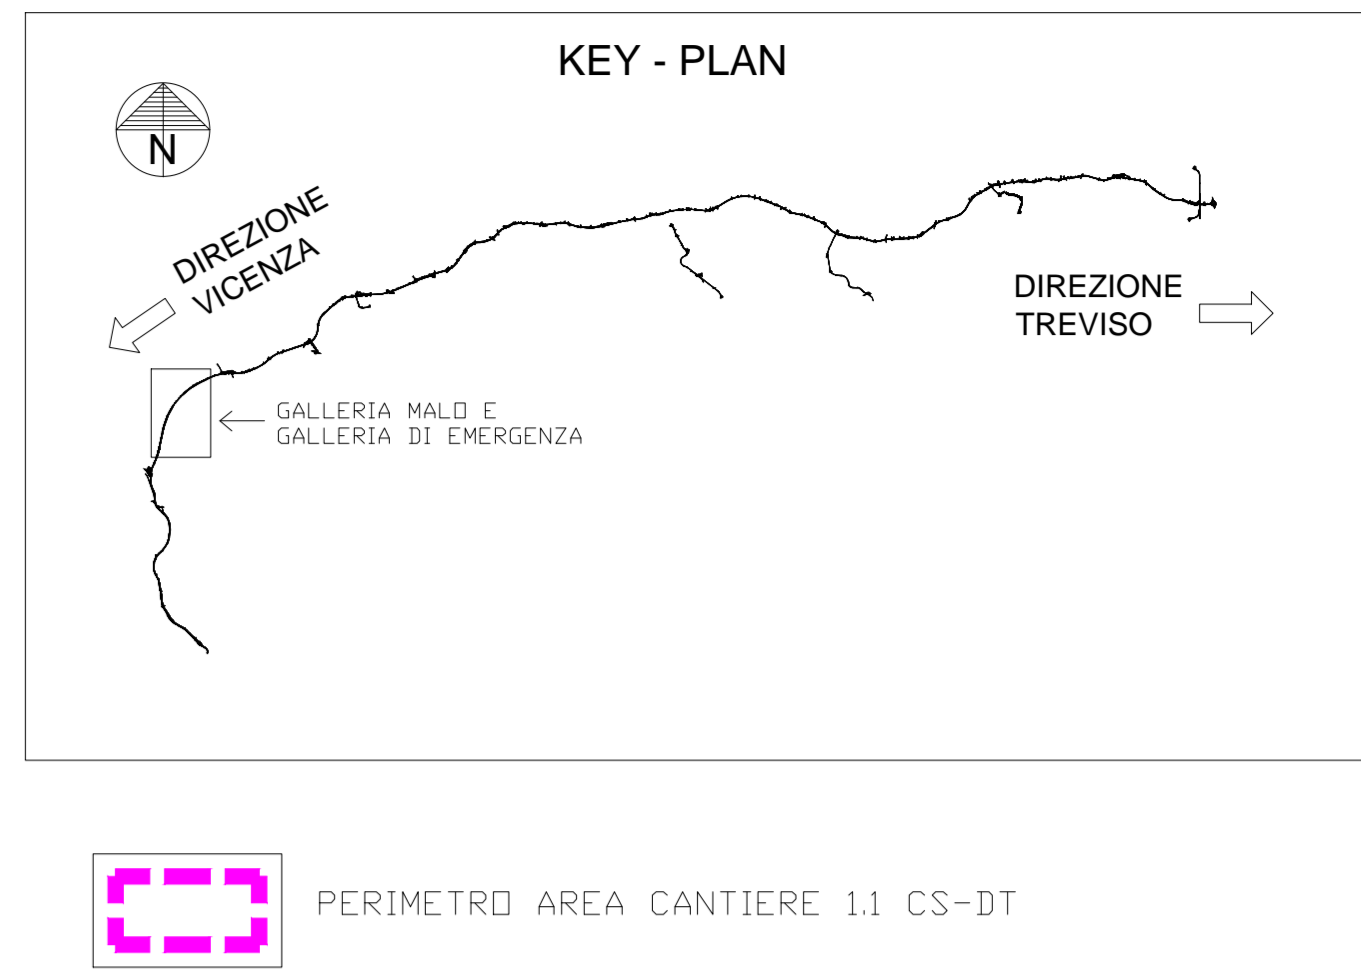 KEY - PLAN
N
DIREZIONE
VICENZA
DIREZIONE
TREVISO
GALLERIA MALO E
GALLERIA DI EMERGENZA
PERIMETRO AREA CANTIERE 1.1 CS-DT